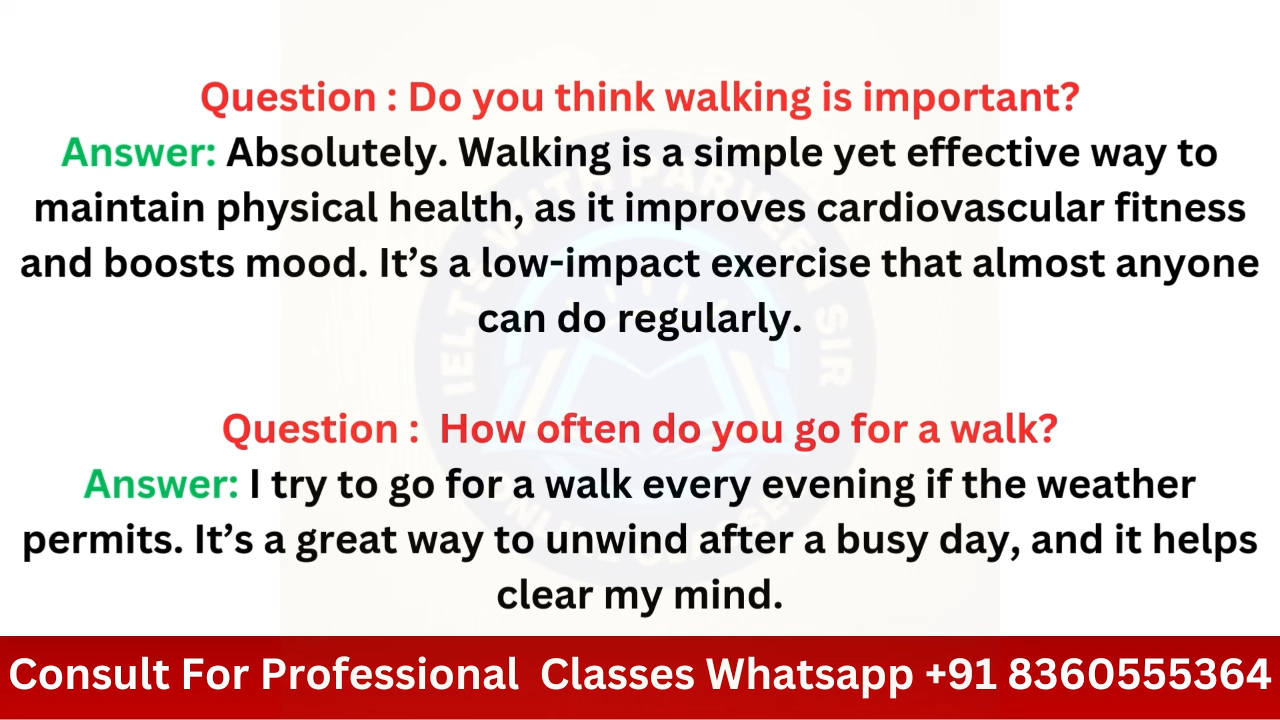 Question : Do you think walking is important?
Answer: Absolutely. Walking is a simple yet effective way to
maintain physical health, as it improves cardiovascular fitness
and boosts mood. It’s a low-impact exercise that almost anyone
can do regularly.
Question :  How often do you go for a walk?
Answer: I try to go for a walk every evening if the weather
permits. It’s a great way to unwind after a busy day, and it helps
clear my mind.
Consult For Professional  Classes Whatsapp +91 8360555364
IELTS WITH PARVEET SIR